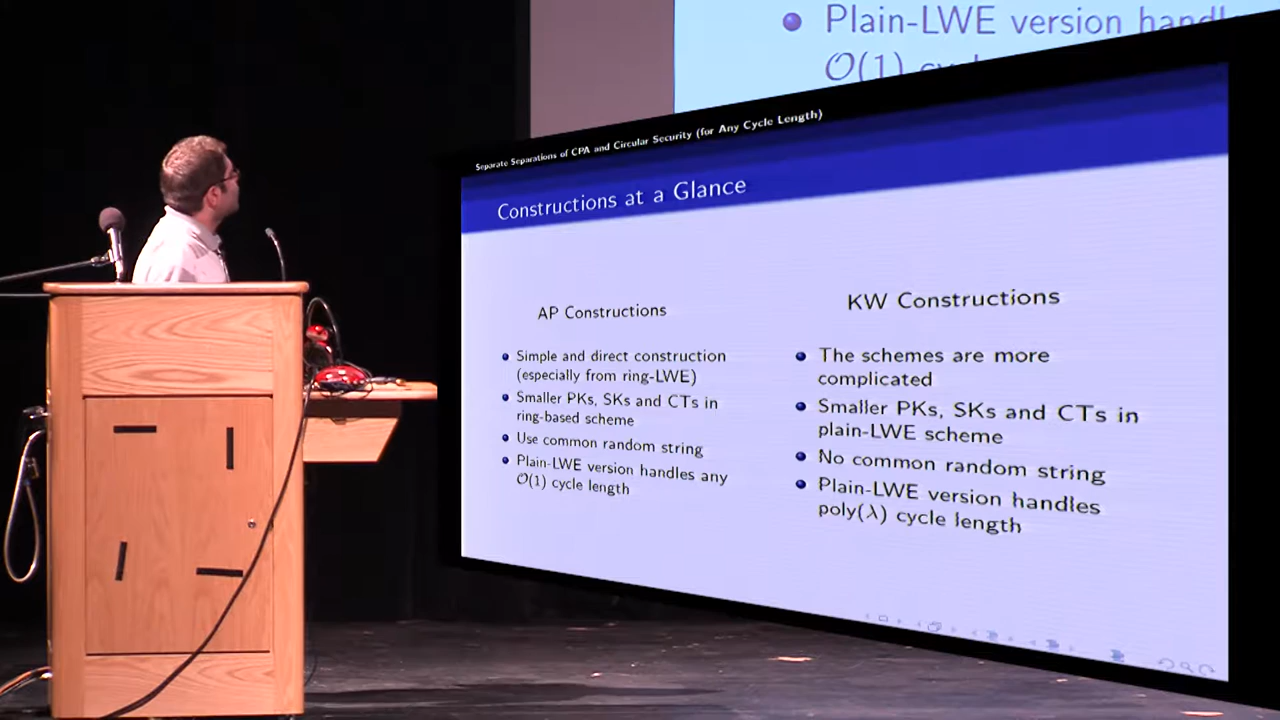 Plain-LWE version handl
O(1) cy
Separate Separations of CPA and Circular Security (for Any Cycle Length)
Constructions at a Glance
AP Constructions
Simple and direct construction
(especially from ring-LWE)
Smaller PKs, SKs and CTs in
ring-based scheme
Use common random string
Plain-LWE version handles any
O(1) cycle length
KW Constructions
The schemes are more
complicated
Smaller PKs, SKs and CTs in
plain-LWE scheme
No common random string
Plain-LWE version handles
poly(λ) cycle length